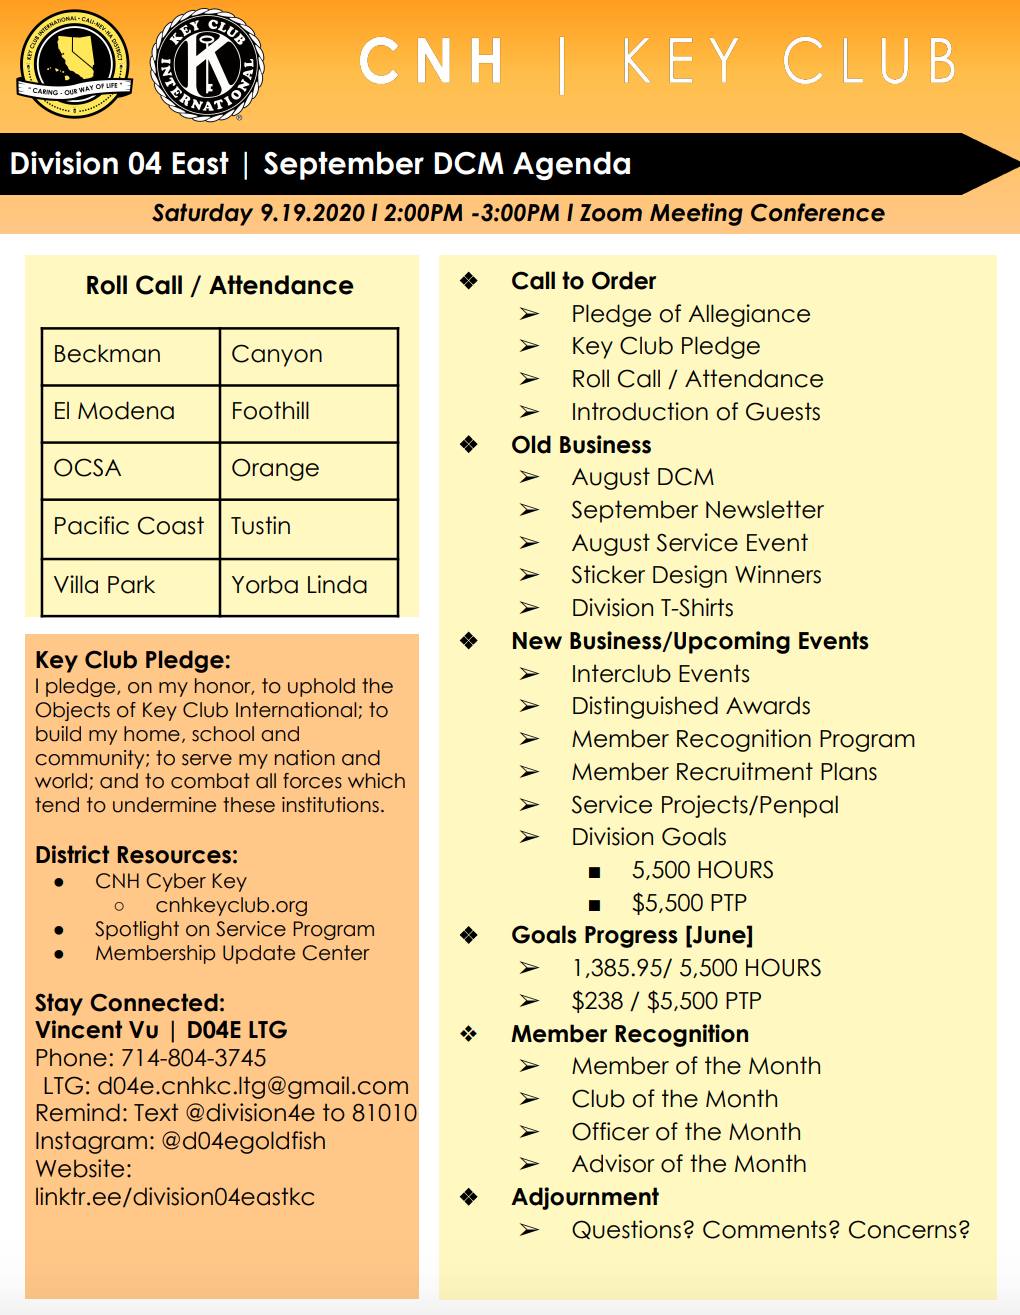 KEY CLUB INTERNATIONAL • CALI-NEV-HA DISTRICT
" CARING - OUR WAY OF LIFE "
KEY CLUB
INTERNATIONAL
K
®
CNH | KEY CLUB
Division 04 East | September DCM Agenda
Saturday 9.19.2020 l 2:00PM -3:00PM l Zoom Meeting Conference
Roll Call / Attendance
Beckman Canyon
El Modena Foothill
OCSA Orange
Pacific Coast Tustin
Villa Park Yorba Linda
Key Club Pledge:
I pledge, on my honor, to uphold the
Objects of Key Club International; to
build my home, school and
community; to serve my nation and
world; and to combat all forces which
tend to undermine these institutions.
District Resources:
● CNH Cyber Key
○ cnhkeyclub.org
● Spotlight on Service Program
● Membership Update Center
Stay Connected:
Vincent Vu | D04E LTG
Phone: 714-804-3745
LTG: d04e.cnhkc.ltg@gmail.com
Remind: Text @division4e to 81010
Instagram: @d04egoldfish
Website:
linktr.ee/division04eastkc
❖ Call to Order
➢ Pledge of Allegiance
➢ Key Club Pledge
➢ Roll Call / Attendance
➢ Introduction of Guests
❖ Old Business
➢ August DCM
➢ September Newsletter
➢ August Service Event
➢ Sticker Design Winners
➢ Division T-Shirts
❖ New Business/Upcoming Events
➢ Interclub Events
➢ Distinguished Awards
➢ Member Recognition Program
➢ Member Recruitment Plans
➢ Service Projects/Penpal
➢ Division Goals
■ 5,500 HOURS
■ $5,500 PTP
❖ Goals Progress [June]
➢ 1,385.95/ 5,500 HOURS
➢ $238 / $5,500 PTP
❖ Member Recognition
➢ Member of the Month
➢ Club of the Month
➢ Officer of the Month
➢ Advisor of the Month
❖ Adjournment
➢ Questions? Comments? Concerns?